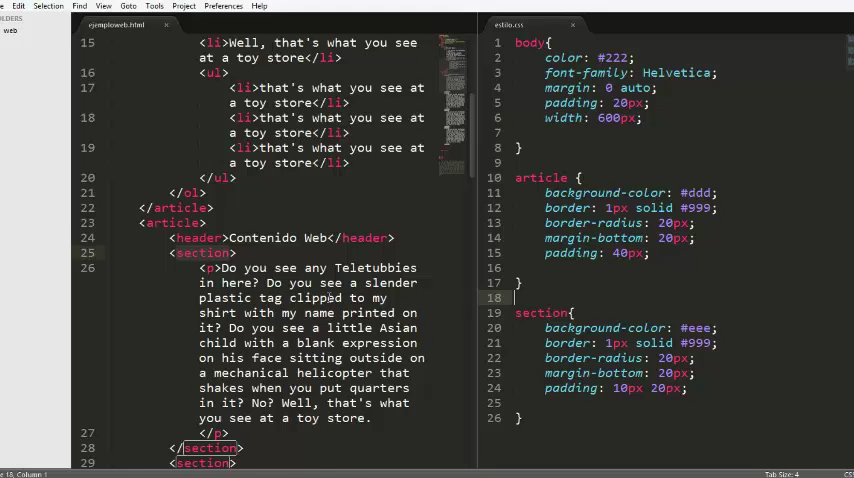 e Edit Selection Find View Goto Tools Project Preferences Help
OLDERS
web
ejemploweb.html ×
15 <li>Well, that's what you see
at a toy store</li>
16 <ul>
17 <li>that's what you see at
a toy store</li>
18 <li>that's what you see at
a toy store</li>
19 <li>that's what you see at
a toy store</li>
20 </ul>
21 </ol>
22 </article>
23 <article>
24 <header>Contenido Web</header>
25 <section>
26 <p>Do you see any Teletubbies
in here? Do you see a slender
plastic tag clipped to my
shirt with my name printed on
it? Do you see a little Asian
child with a blank expression
on his face sitting outside on
a mechanical helicopter that
shakes when you put quarters
in it? No? Well, that's what
you see at a toy store.
27 </p>
28 </section>
29 <section>
estilo.css ×
1 body{
2 color: #222;
3 font-family: Helvetica;
4 margin: 0 auto;
5 padding: 20px;
6 width: 600px;
7
8 }
9
10 article {
11 background-color: #ddd;
12 border: 1px solid #999;
13 border-radius: 20px;
14 margin-bottom: 20px;
15 padding: 40px;
16
17 }
18
19 section{
20 background-color: #eee;
21 border: 1px solid #999;
22 border-radius: 20px;
23 margin-bottom: 20px;
24 padding: 10px 20px;
25
26 }
e 18, Column 1
Tab Size: 4
CSS